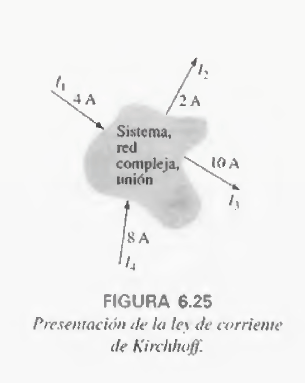 I₁
4 A
I₂
2 A
Sistema,
red
compleja,
unión
10 A
I₃
8 A
I₄
FIGURA 6.25
Presentación de la ley de corriente
de Kirchhoff.